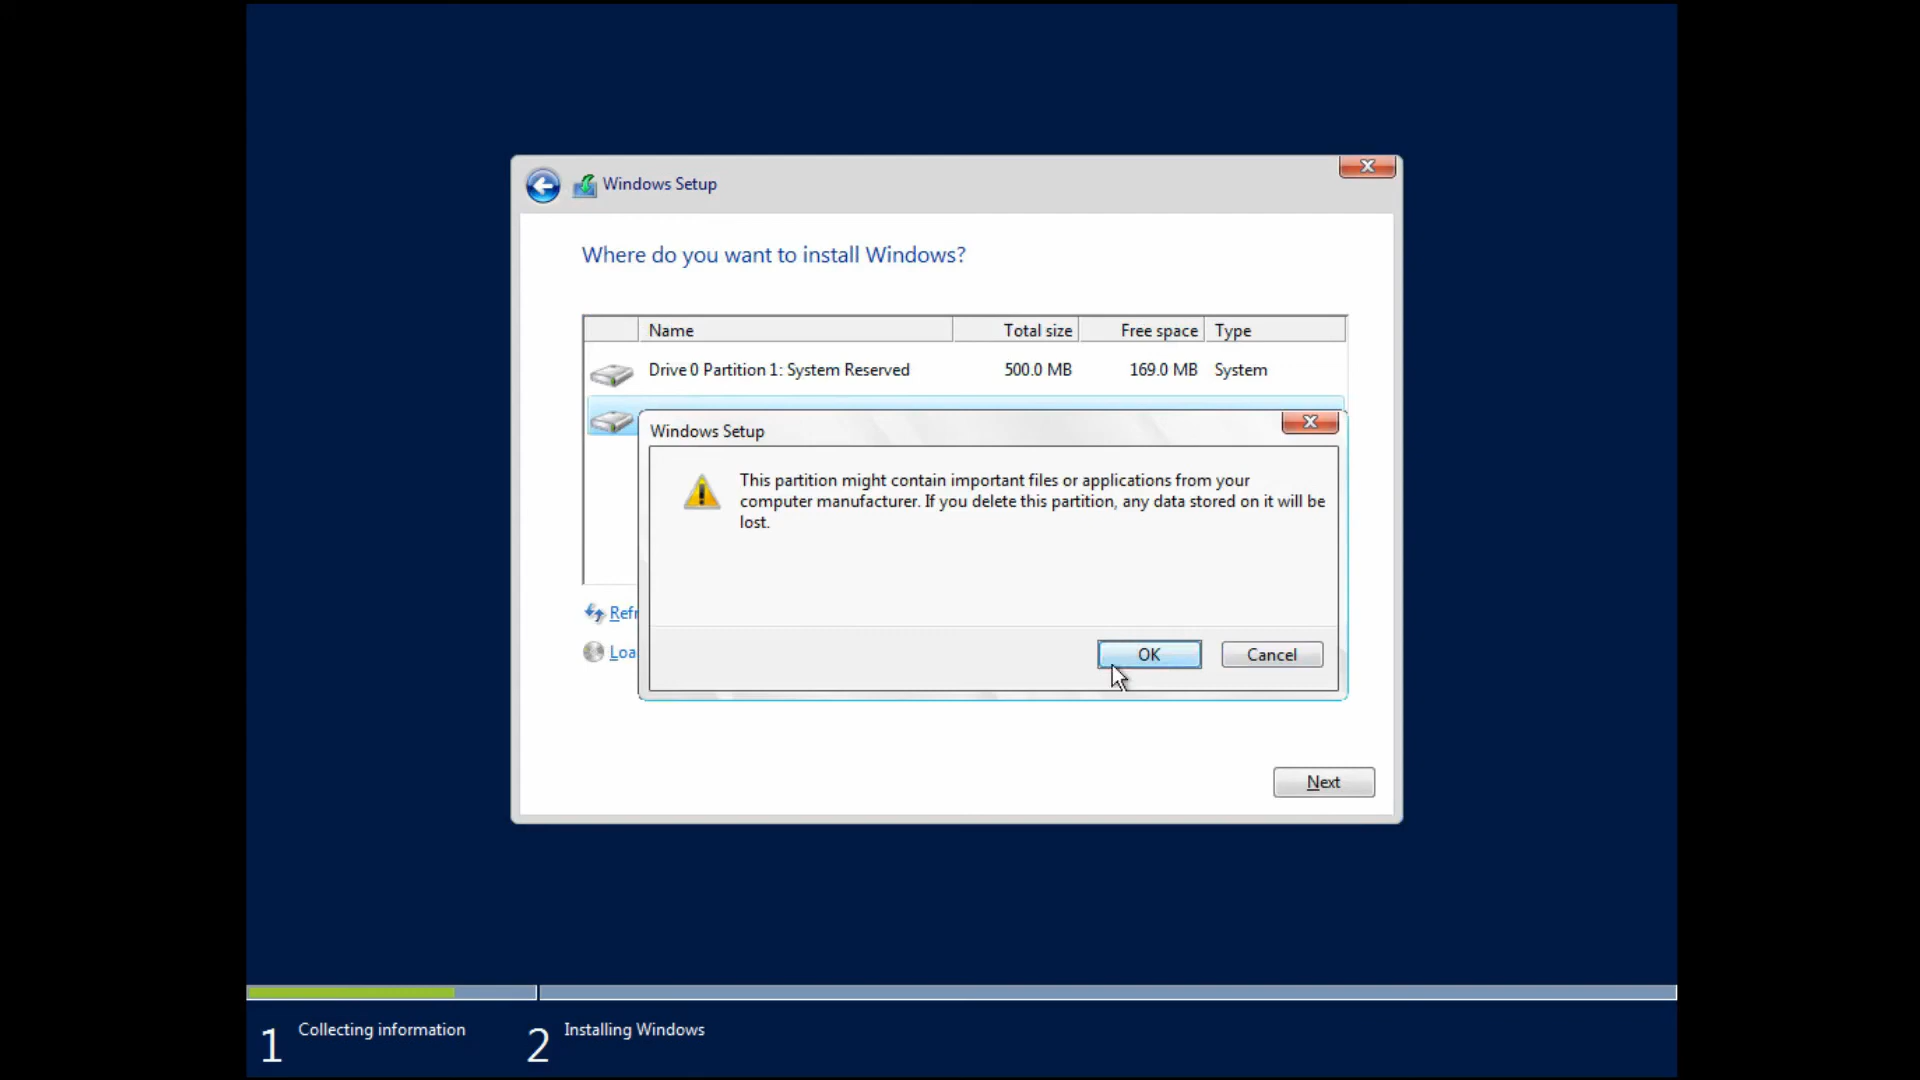 Windows Setup
Where do you want to install Windows?
Name Total size Free space Type
Drive 0 Partition 1: System Reserved 500.0 MB 169.0 MB System
Windows Setup
This partition might contain important files or applications from your
computer manufacturer. If you delete this partition, any data stored on it will be
lost.
Refr
Loa
OK Cancel
Next
1 Collecting information 2 Installing Windows